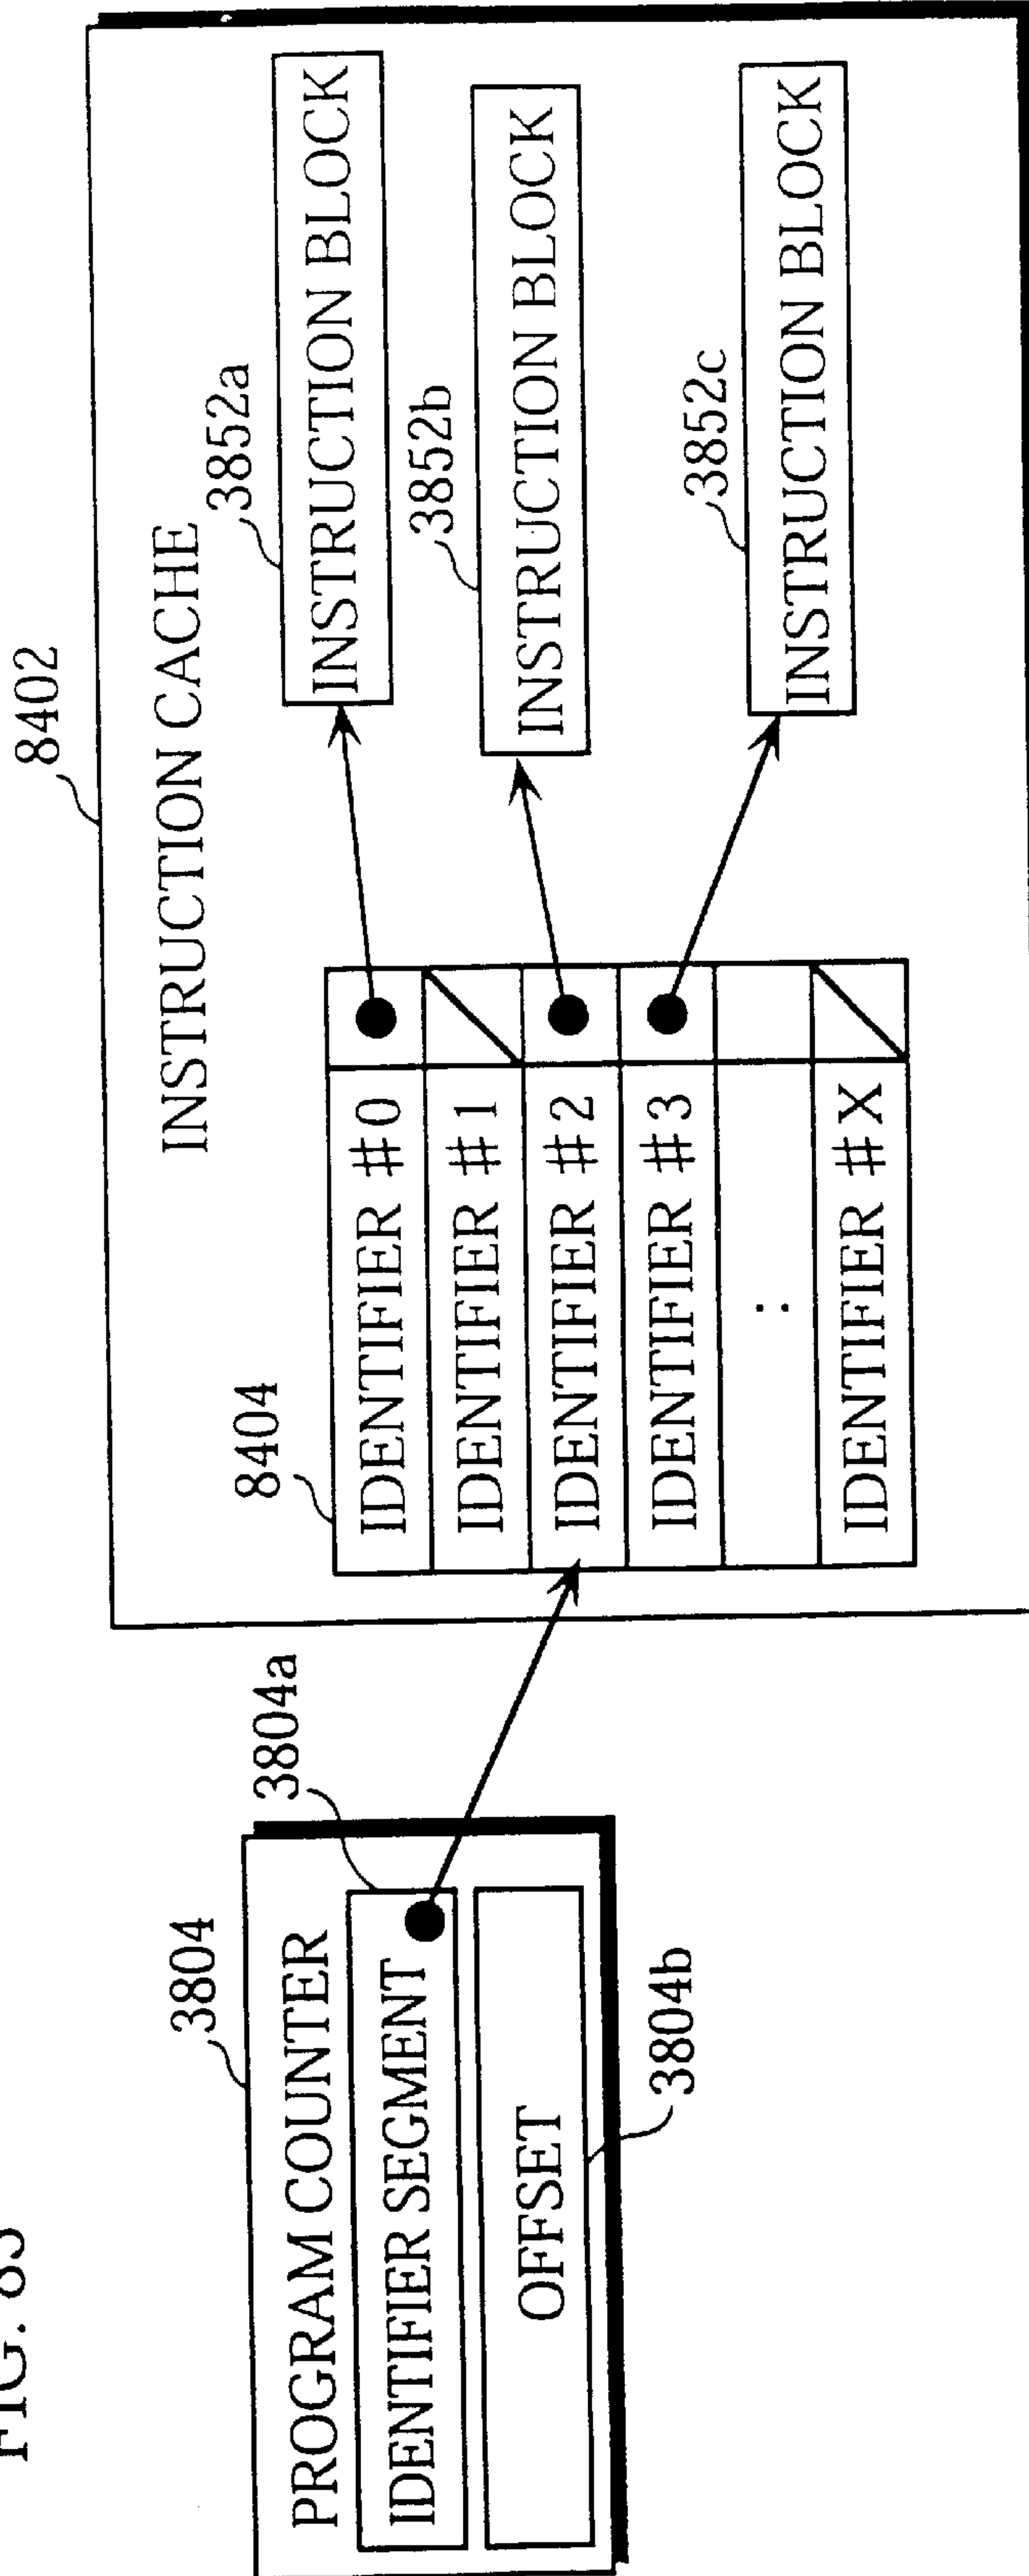 FIG. 85
3804
PROGRAM COUNTER
IDENTIFIER SEGMENT
3804a
OFFSET
3804b
8402
INSTRUCTION CACHE
8404
IDENTIFIER #0
IDENTIFIER #1
IDENTIFIER #2
IDENTIFIER #3
:
IDENTIFIER #X
3852a
INSTRUCTION BLOCK
3852b
INSTRUCTION BLOCK
3852c
INSTRUCTION BLOCK